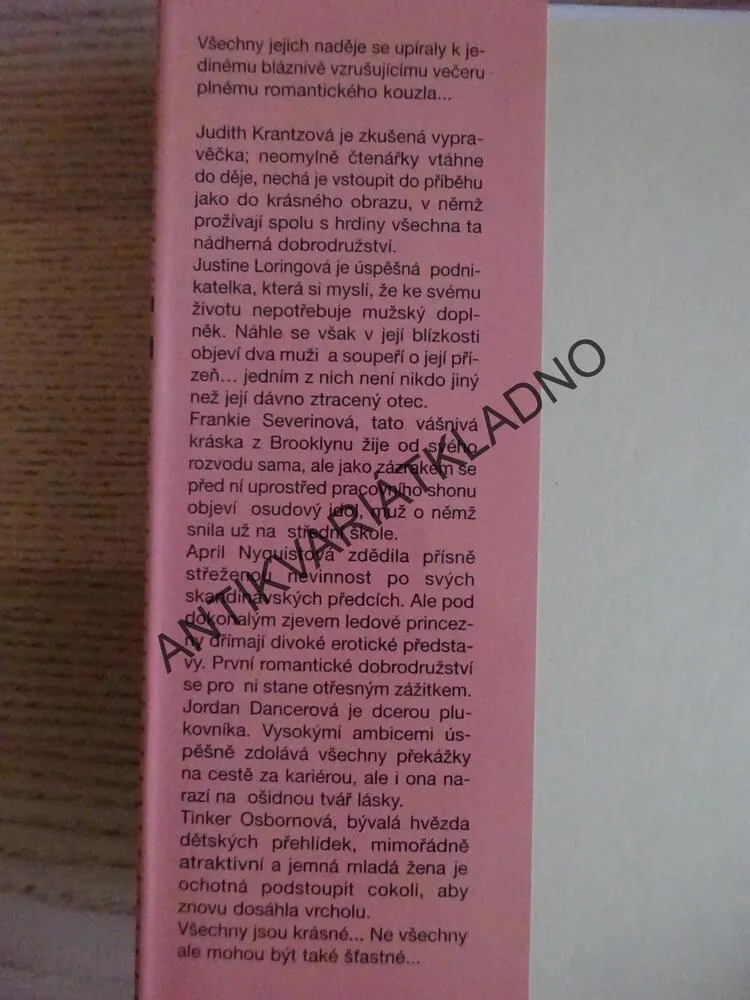 Všechny jejich naděje se upíraly k je-
dinému bláznivě vzrušujícímu večeru
plnému romantického kouzla...
Judith Krantzová je zkušená vypra-
věčka; neomylně čtenářky vtáhne
do děje, nechá je vstoupit do příběhu
jako do krásného obrazu, v němž
prožívají spolu s hrdiny všechna ta
nádherná dobrodružství.
Justine Loringová je úspěšná podni-
katelka, která si myslí, že ke svému
životu nepotřebuje mužský dopl-
něk. Náhle se však v její blízkosti
objeví dva muži a soupeří o její pří-
zeň... jedním z nich není nikdo jiný
než její dávno ztracený otec.
Frankie Severinová, tato vášnivá
kráska z Brooklynu žije od svého
rozvodu sama, ale jako zázrakem se
před ní uprostřed pracovního shonu
objeví osudový idol, muž o němž
snila už na střední škole.
April Nyquistová zdědila přísně
střeženou nevinnost po svých
skandinávských předcích. Ale pod
dokonalým zjevem ledové princez-
ny dřímají divoké erotické představ-
vy. První romantické dobrodružství
se pro ni stane otřesným zážitkem.
Jordan Dancerová je dcerou plu-
kovníka. Vysokými ambicemi ús-
pěšně zdolává všechny překážky
na cestě za kariérou, ale i ona na-
razí na ošidnou tvář lásky.
Tinker Osbornová, bývalá hvězda
dětských přehlídek, mimořádně
atraktivní a jemná mladá žena je
ochotná podstoupit cokoli, aby
znovu dosáhla vrcholu.
Všechny jsou krásné... Ne všechny
ale mohou být také šťastné...
ANTIKVARIÁTKLADNO